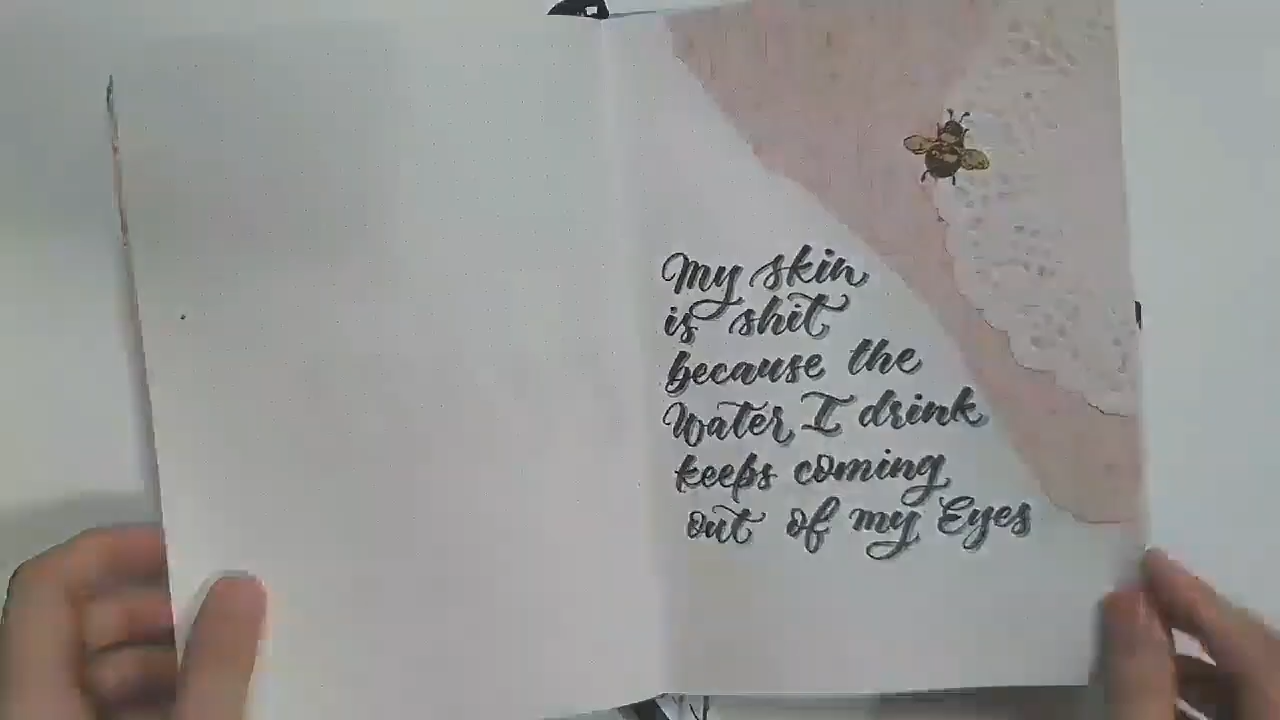 My skin
is shit
because the
Water I drink
keeps coming
out of my Eyes